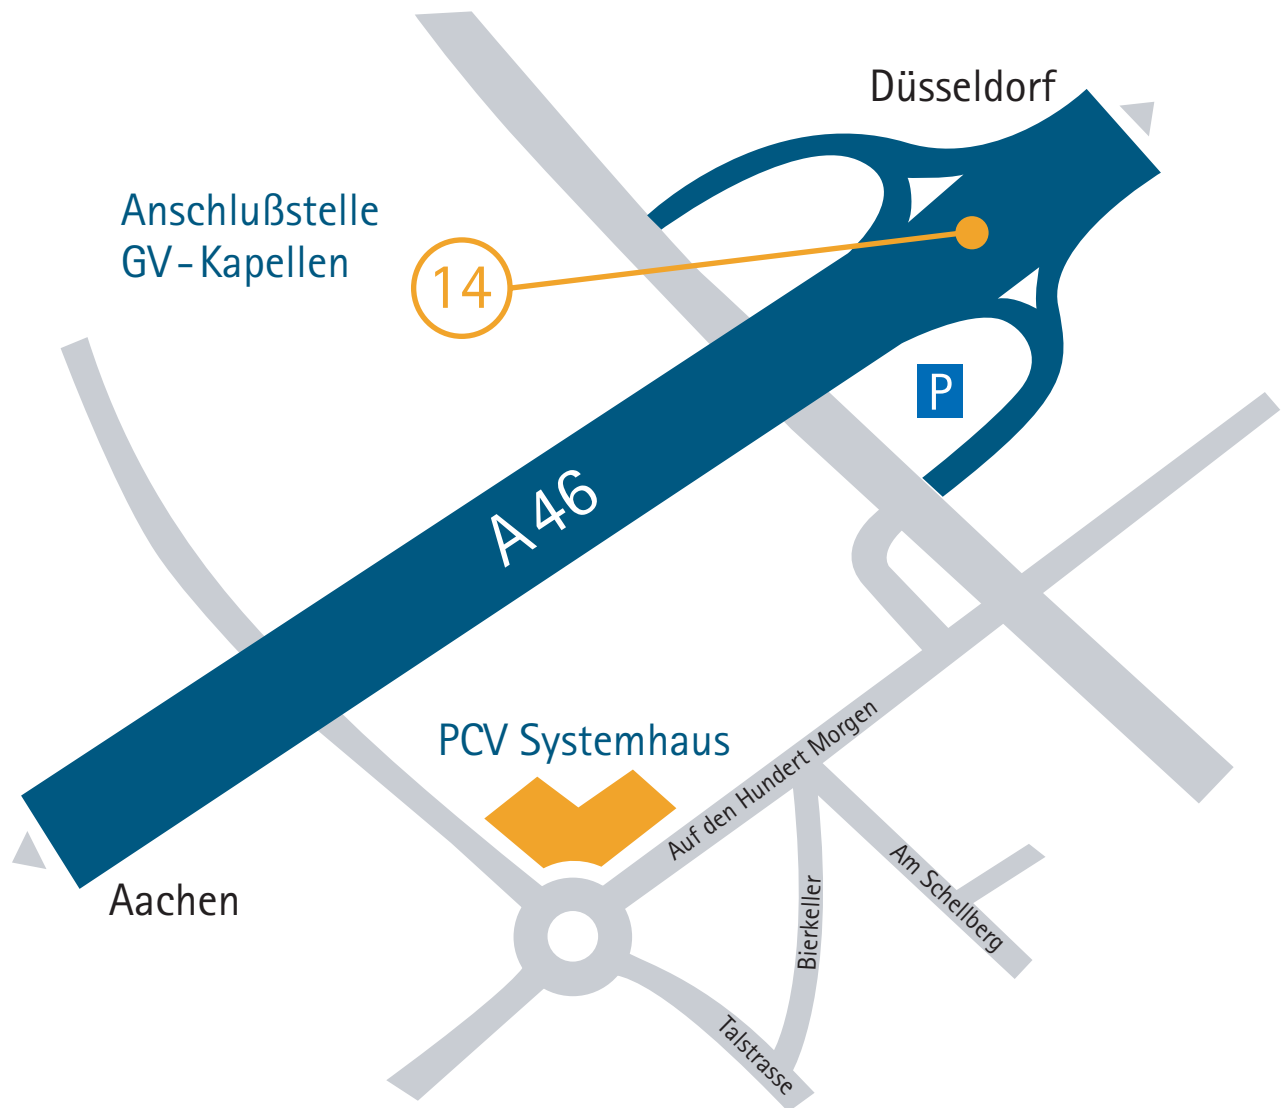 Düsseldorf
Anschlußstelle
GV-Kapellen
14
P
A 46
PCV Systemhaus
Auf den Hundert Morgen
Am Schellberg
Bierkeller
Aachen
Talstrasse